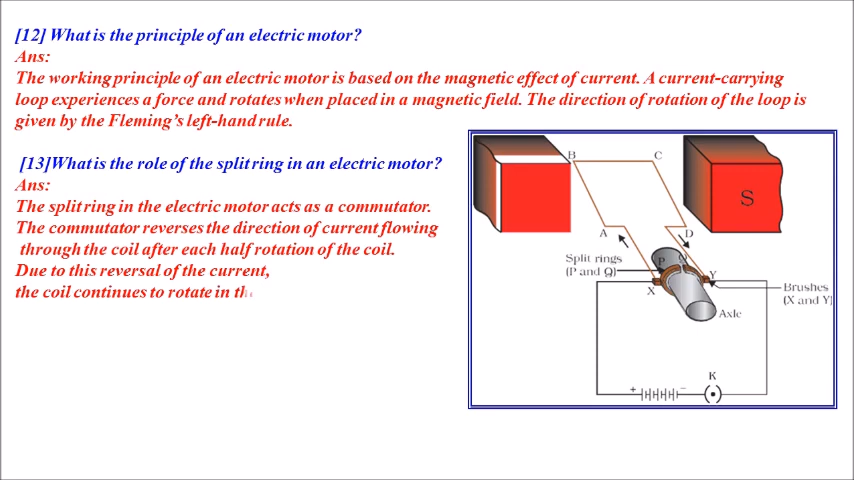 [12] What is the principle of an electric motor?
Ans:
The working principle of an electric motor is based on the magnetic effect of current. A current-carrying
loop experiences a force and rotates when placed in a magnetic field. The direction of rotation of the loop is
given by the Fleming's left-hand rule.
[13]What is the role of the split ring in an electric motor?
Ans:
The split ring in the electric motor acts as a commutator.
The commutator reverses the direction of current flowing
through the coil after each half rotation of the coil.
Due to this reversal of the current,
the coil continues to rotate in
B
C
S
A
D
Split rings
(P and Q)
P
Q
X
Y
Brushes
(X and Y)
Axle
K
+
−